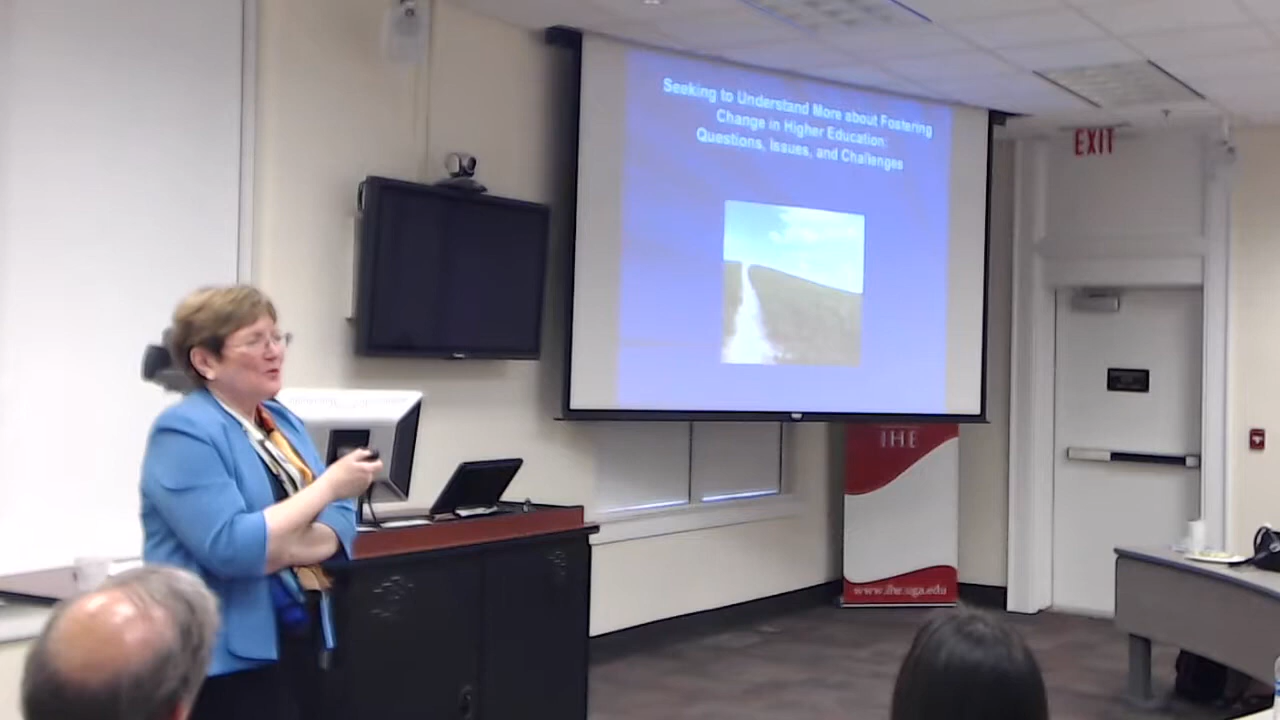 Seeking to Understand More about Fostering
Change in Higher Education
Questions, Issues, and Challenges
EXIT
IHE
www.ihe.uga.edu